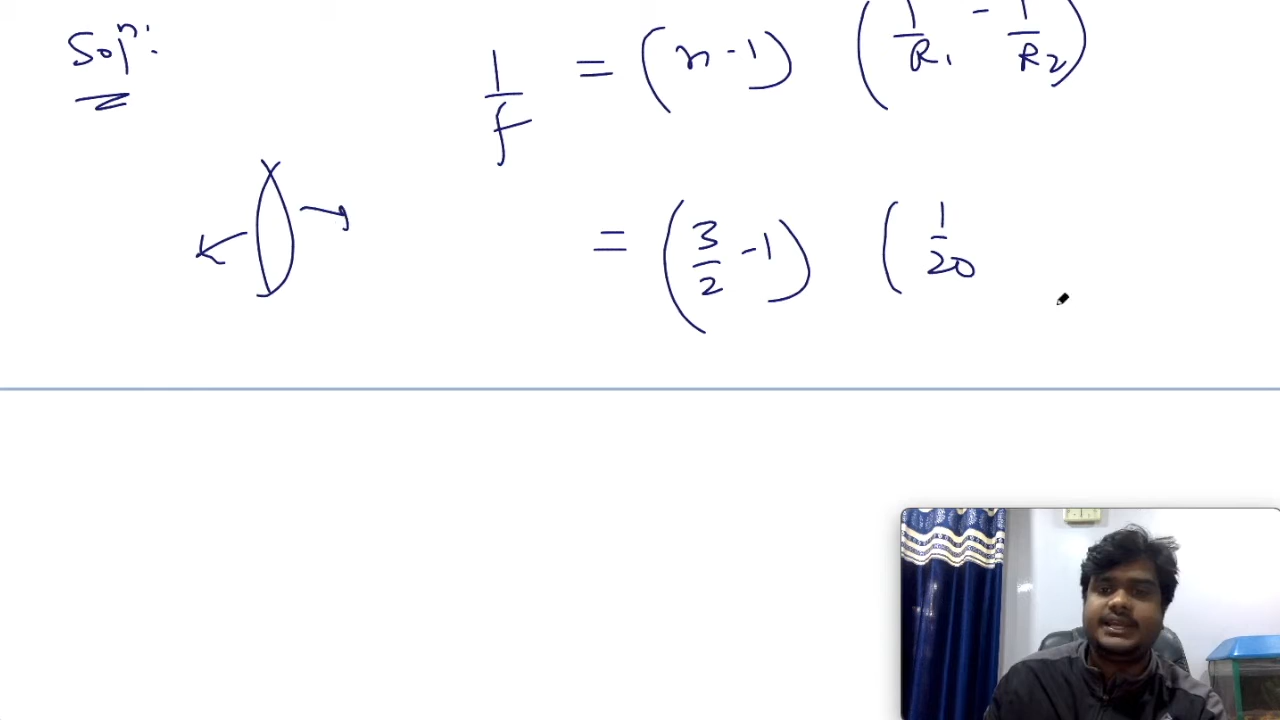 Solⁿ:
1/f = (n-1) (1/R₁ - 1/R₂)
= (3/2 -1) (1/20